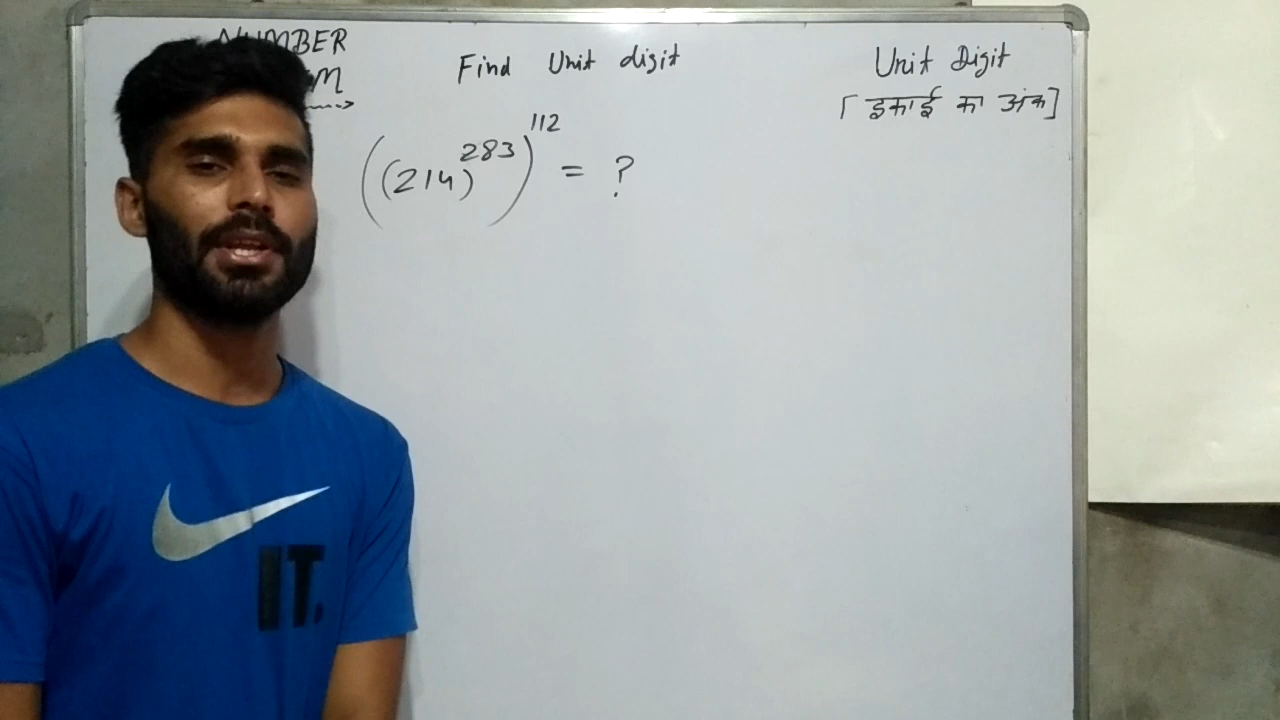 NUMBER
Find Unit digit
Unit Digit
[इकाई का अंक]
((214)^283)^112 = ?
IT.